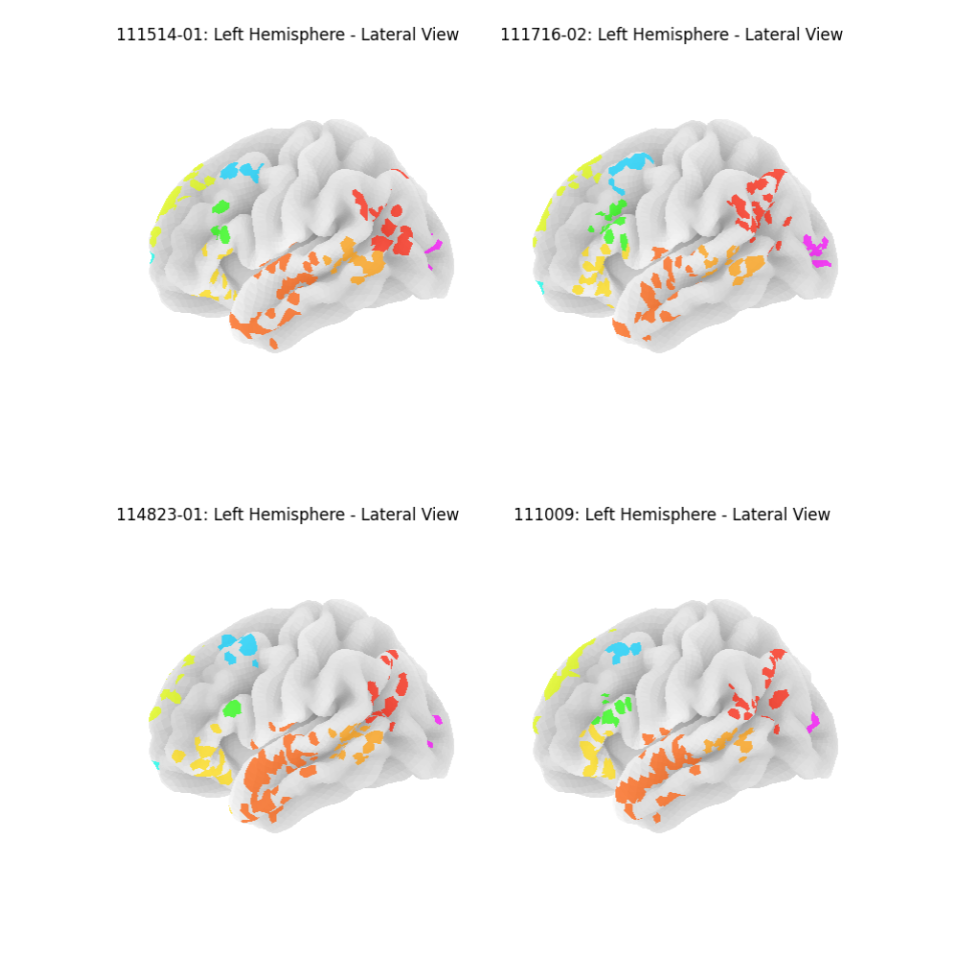 111514-01: Left Hemisphere - Lateral View
111716-02: Left Hemisphere - Lateral View
114823-01: Left Hemisphere - Lateral View
111009: Left Hemisphere - Lateral View